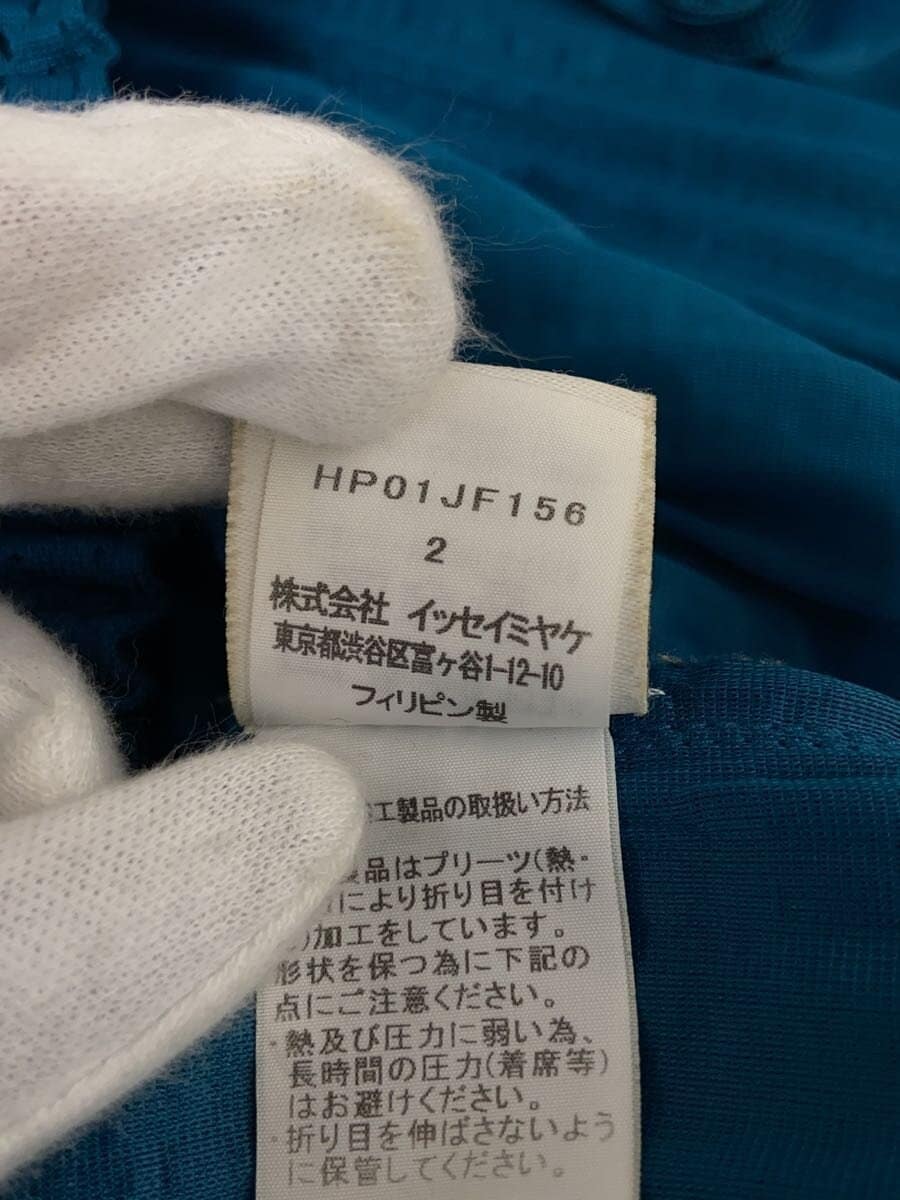 HP01JF156
2
株式会社 イッセイミヤケ
東京都渋谷区富ヶ谷1-12-10
フィリピン製
工製品の取扱い方法
製品はプリーツ(熱・
により折り目を付け
)加工をしています。
形状を保つ為に下記の
点にご注意ください。
・熱及び圧力に弱い為、
長時間の圧力(着席等)
はお避けください。
・折り目を伸ばさないよう
に保管してください。